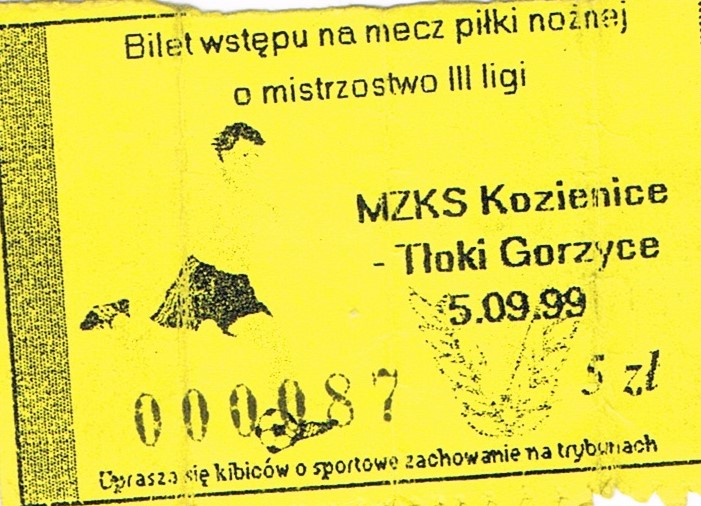 Bilet wstępu na mecz piłki nożnej
o mistrzostwo III ligi
MZKS Kozienice
- Tłoki Gorzyce
5.09.99
5 zł
000087
Uprasza się kibiców o sportowe zachowanie na trybunach